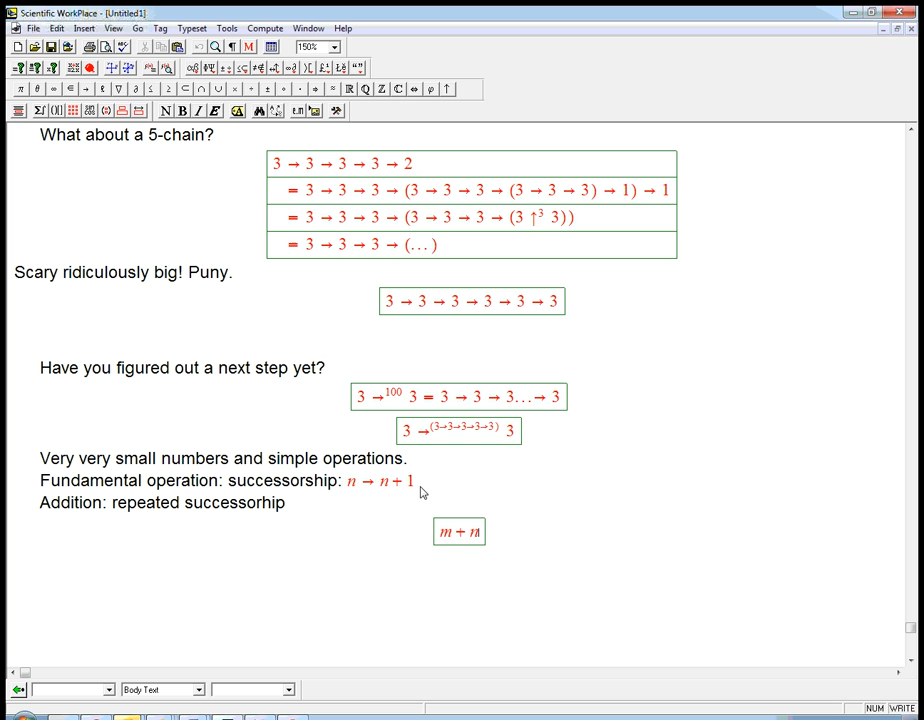 Scientific WorkPlace - [Untitled1]
File Edit Insert View Go Tag Typeset Tools Compute Window Help
150%
N B I E
What about a 5-chain?
3 → 3 → 3 → 3 → 2
= 3 → 3 → 3 → (3 → 3 → 3 → (3 → 3 → 3) → 1) → 1
= 3 → 3 → 3 → (3 → 3 → 3 → (3 ↑³ 3))
= 3 → 3 → 3 → (…)
Scary ridiculously big! Puny.
3 → 3 → 3 → 3 → 3 → 3
Have you figured out a next step yet?
3 →¹⁰⁰ 3 = 3 → 3 → 3…→ 3
3 →⁽³→³→³→³→³⁾ 3
Very very small numbers and simple operations.
Fundamental operation: successorship: n → n + 1
Addition: repeated successorhip
m + n
Body Text
NUM WRITE